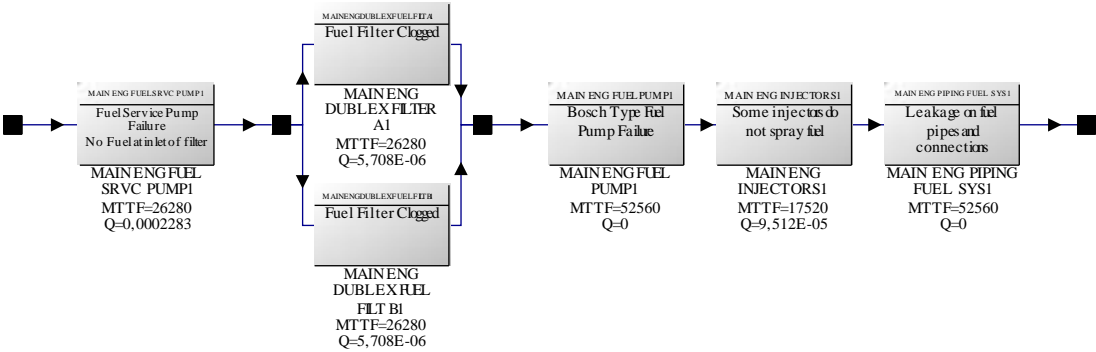 MAIN ENG FUELSRVC PUMP1
Fuel Service Pump
Failure
No Fuel at inlet of filter
MAIN ENG FUEL
SRVC PUMP1
MTTF=26280
Q=0,0002283
MAINENGDUBLEXFUELFILTA1
Fuel Filter Clogged
MAIN ENG
DUBLEX FILTER
A1
MTTF=26280
Q=5,708E-06
MAINENGDUBLEXFUELFILTB1
Fuel Filter Clogged
MAIN ENG
DUBLEX FUEL
FILT B1
MTTF=26280
Q=5,708E-06
MAIN ENG FUEL PUMP1
Bosch Type Fuel
Pump Failure
MAIN ENG FUEL
PUMP1
MTTF=52560
Q=0
MAIN ENG INJECTORS1
Some injectors do
not spray fuel
MAIN ENG
INJECTORS1
MTTF=17520
Q=9,512E-05
MAIN ENG PIPING FUEL SYS1
Leakage on fuel
pipes and
connections
MAIN ENG PIPING
FUEL SYS1
MTTF=52560
Q=0